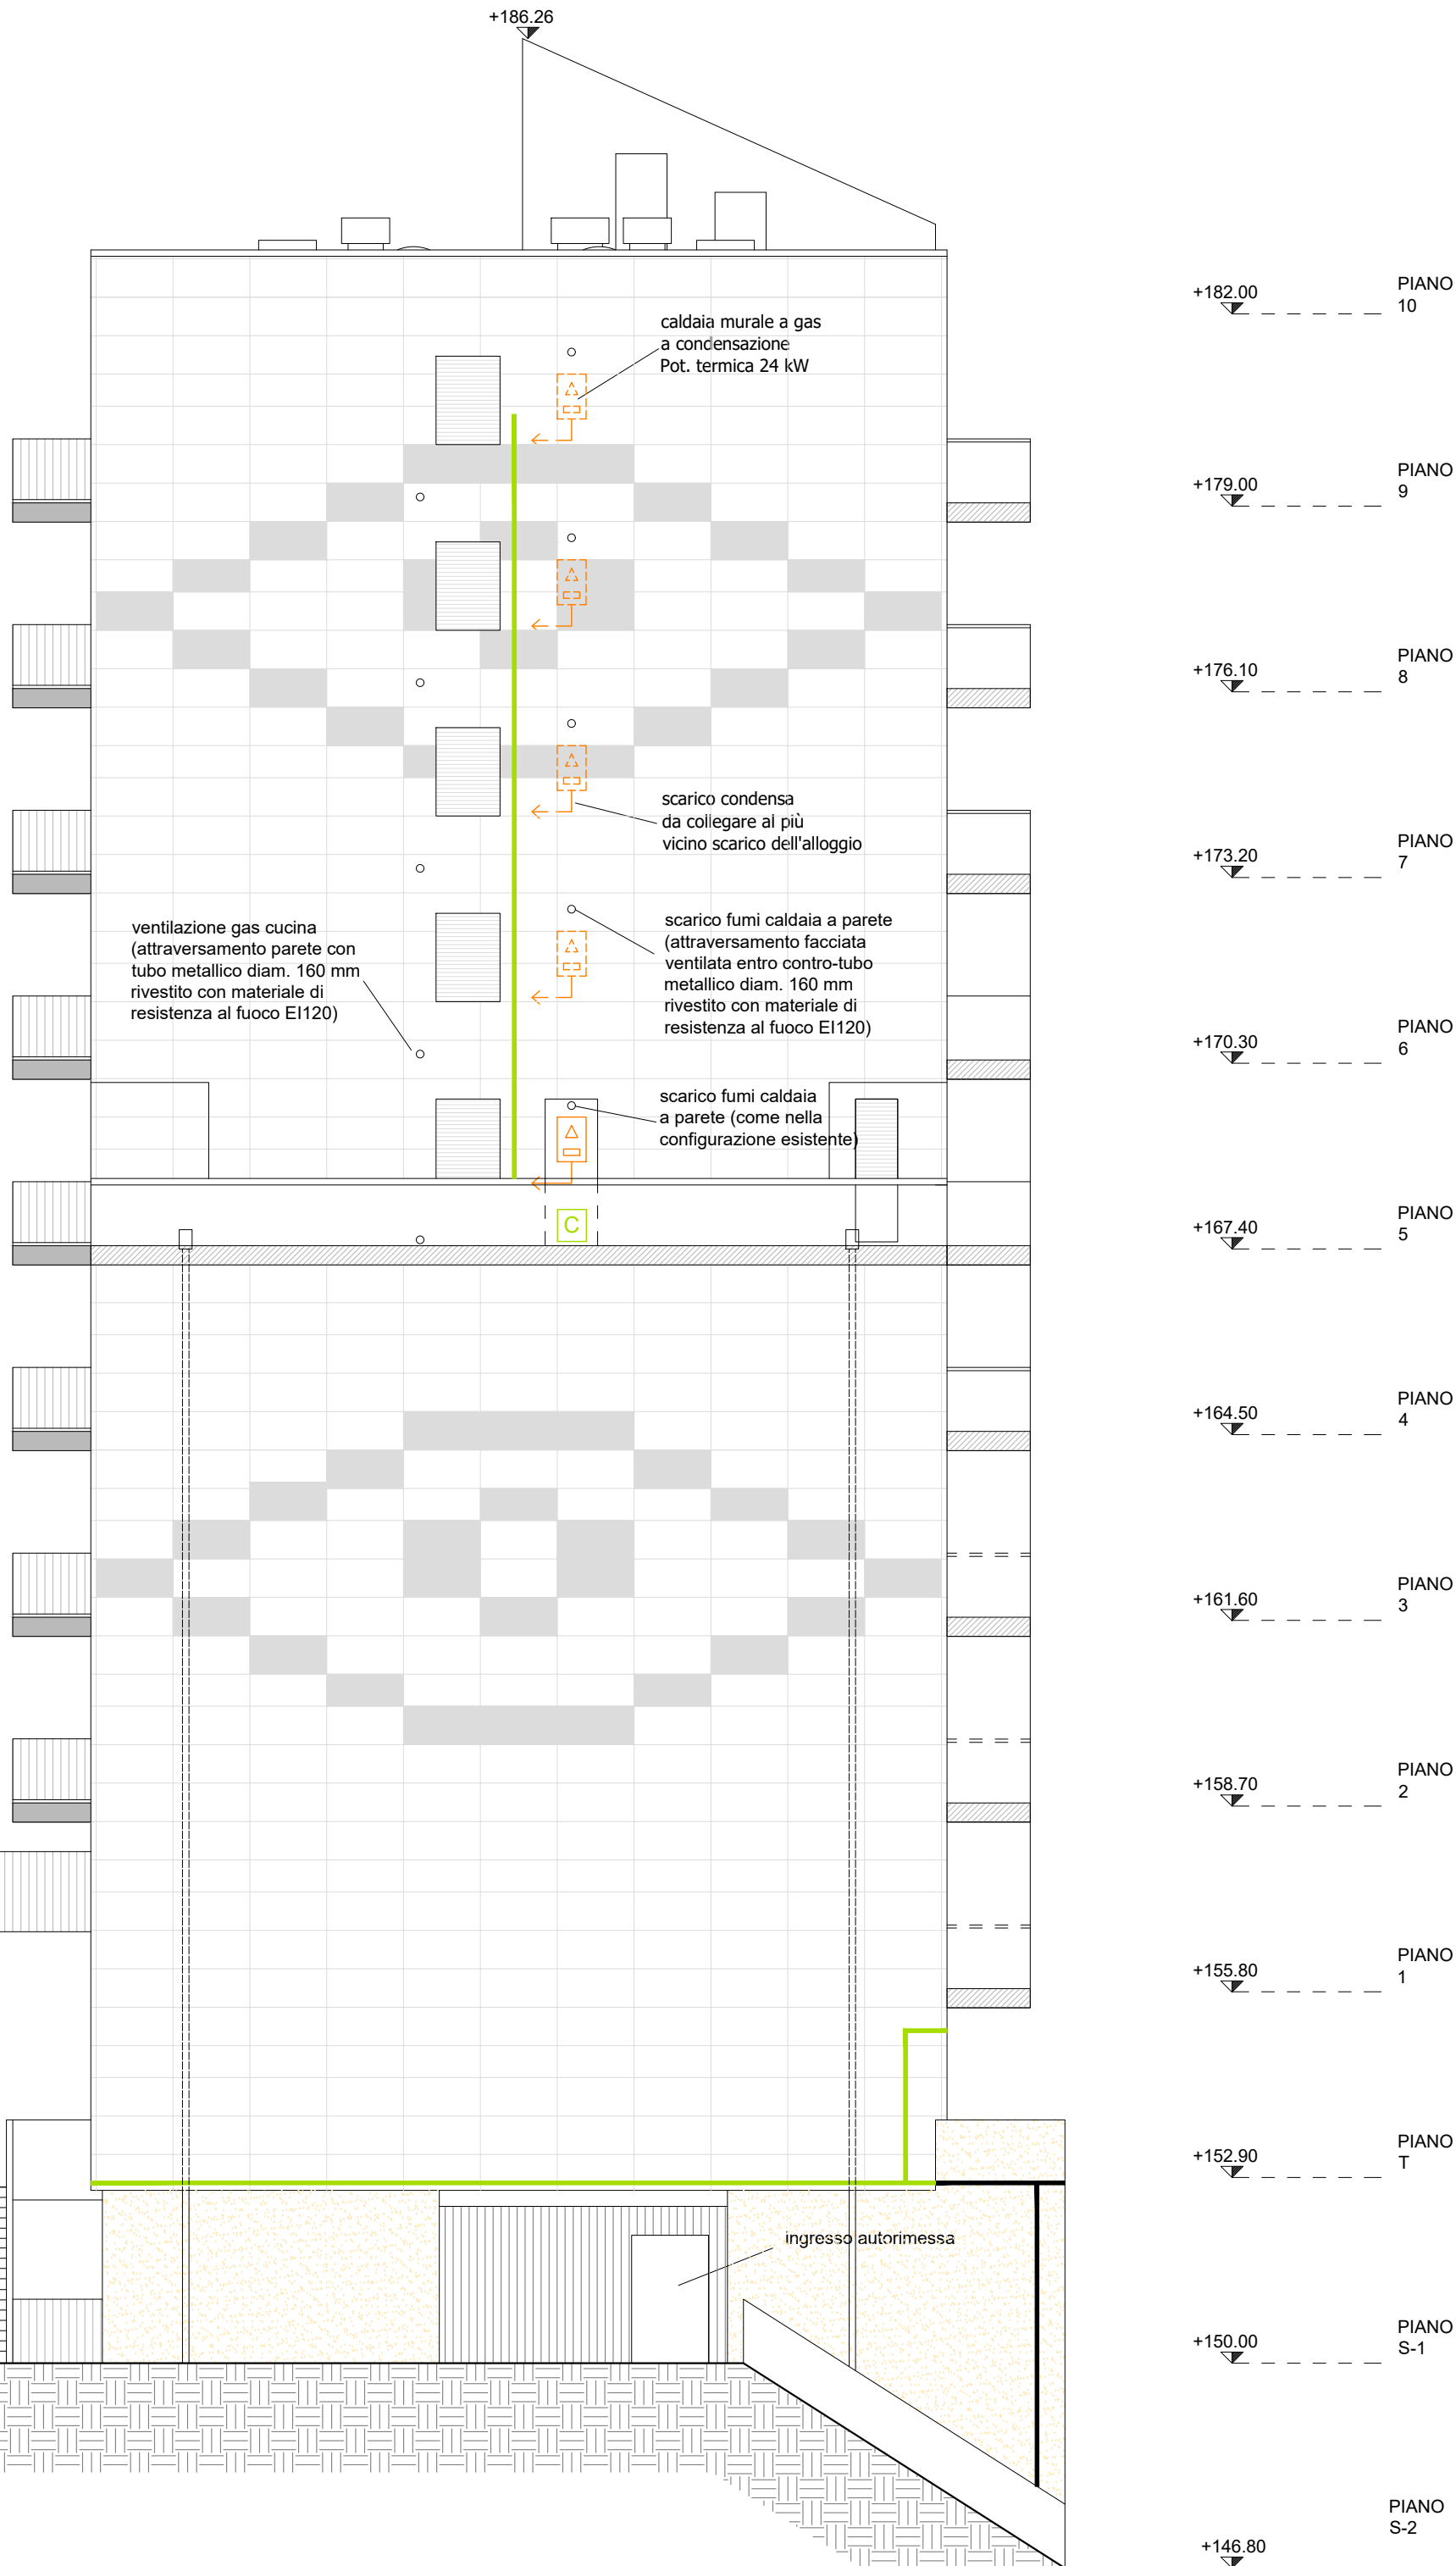 +186.26
+182.00
PIANO
10
caldaia murale a gas
a condensazione
Pot. termica 24 kW
+179.00
PIANO
9
+176.10
PIANO
8
scarico condensa
da collegare al più
vicino scarico dell'alloggio
+173.20
PIANO
7
ventilazione gas cucina
(attraversamento parete con
tubo metallico diam. 160 mm
rivestito con materiale di
resistenza al fuoco EI120)
scarico fumi caldaia a parete
(attraversamento facciata
ventilata entro contro-tubo
metallico diam. 160 mm
rivestito con materiale di
resistenza al fuoco EI120)
+170.30
PIANO
6
scarico fumi caldaia
a parete (come nella
configurazione esistente)
C
+167.40
PIANO
5
+164.50
PIANO
4
+161.60
PIANO
3
+158.70
PIANO
2
+155.80
PIANO
1
+152.90
PIANO
T
ingresso autorimessa
+150.00
PIANO
S-1
PIANO
S-2
+146.80